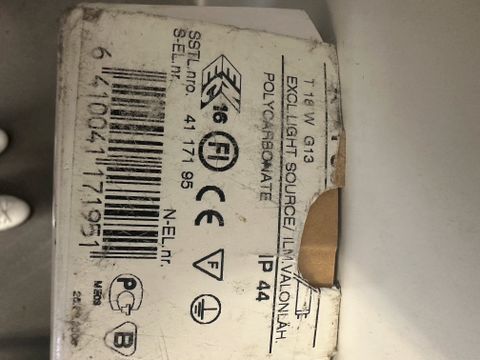 T 18 W G13
EXCL.LIGHT SOURCE/ ILM.VALONLÄH.
POLYCARBONATE
IP 44
16
FI
CE
F
SSTL.nro. 41 171 95
S-EL.nr.
N-EL.nr.
6 410041 171951
P
B